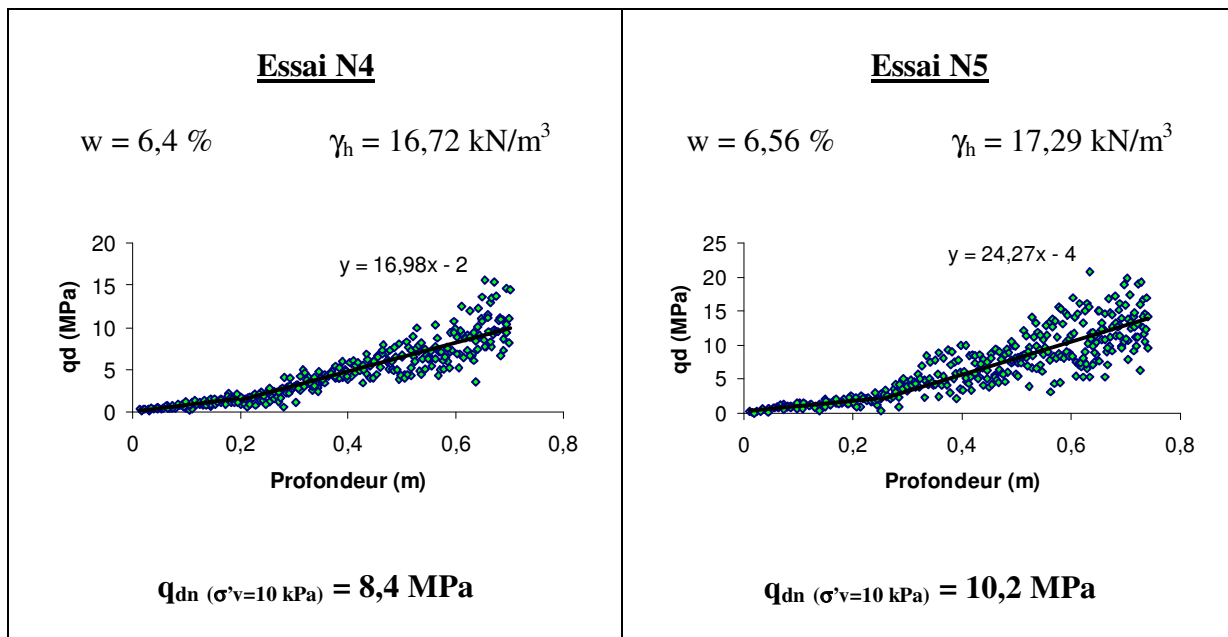 Essai N4
w = 6,4 % γh = 16,72 kN/m³
20
15
10
5
0
qd (MPa)
y = 16,98x - 2
0 0,2 0,4 0,6 0,8
Profondeur (m)
qdn (σ'v=10 kPa) = 8,4 MPa
Essai N5
w = 6,56 % γh = 17,29 kN/m³
25
20
15
10
5
0
qd (MPa)
y = 24,27x - 4
0 0,2 0,4 0,6 0,8
Profondeur (m)
qdn (σ'v=10 kPa) = 10,2 MPa